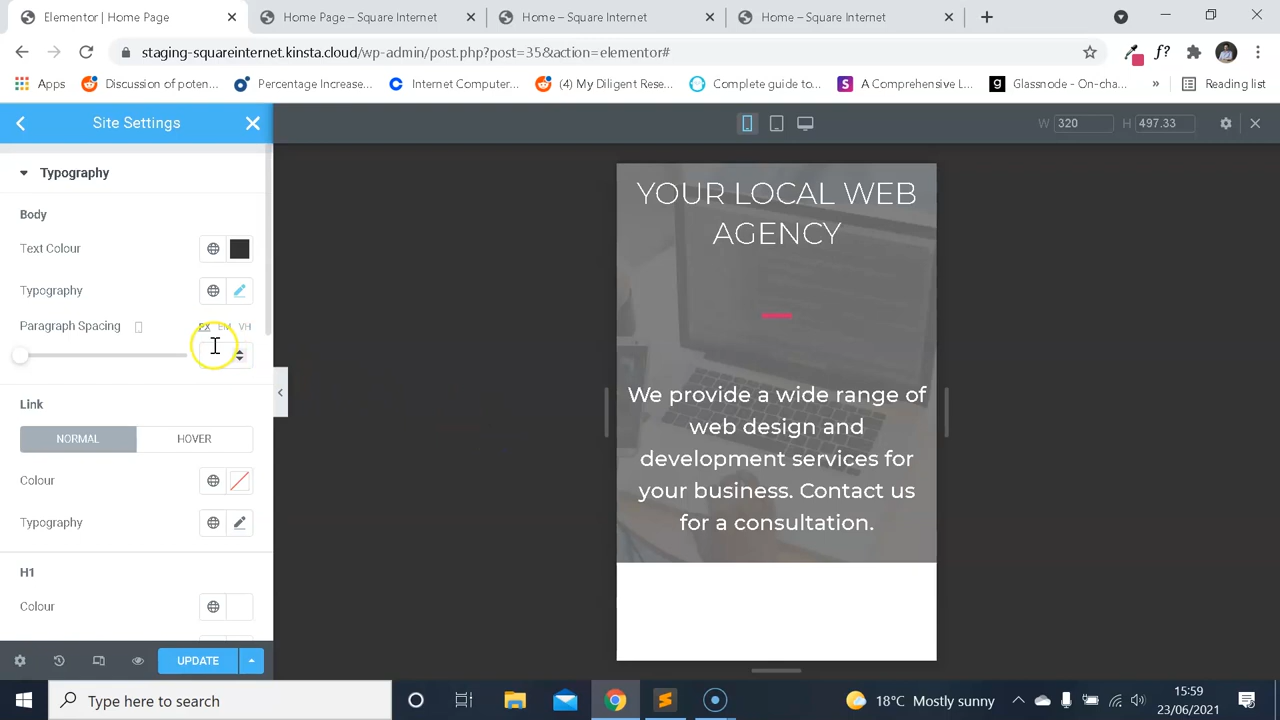 Elementor | Home Page
Home Page – Square Internet
Home – Square Internet
Home – Square Internet
staging-squareinternet.kinsta.cloud/wp-admin/post.php?post=35&action=elementor#
f?
Apps
Discussion of poten...
Percentage Increase...
Internet Computer...
(4) My Diligent Rese...
Complete guide to...
S
A Comprehensive L...
g
Glassnode - On-cha...
»
Reading list
Site Settings
W 320 H 497.33
Typography
Body
Text Colour
Typography
Paragraph Spacing
PX EM VH
Link
NORMAL
HOVER
Colour
Typography
H1
Colour
UPDATE
YOUR LOCAL WEB
AGENCY
We provide a wide range of
web design and
development services for
your business. Contact us
for a consultation.
Type here to search
18°C Mostly sunny
15:59
23/06/2021